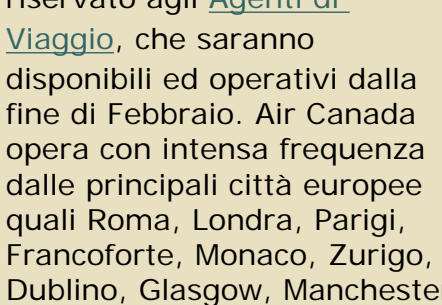 riservato agli Agenti di
Viaggio, che saranno
disponibili ed operativi dalla
fine di Febbraio. Air Canada
opera con intensa frequenza
dalle principali città europee
quali Roma, Londra, Parigi,
Francoforte, Monaco, Zurigo,
Dublino, Glasgow, Mancheste